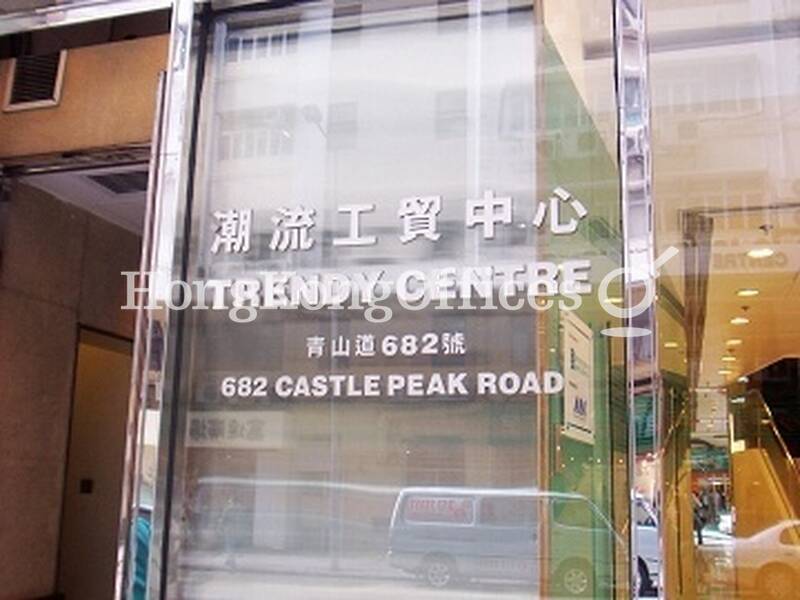 潮流工貿中心
TRENDY CENTRE
HongKongOffices
青山道682號
682 CASTLE PEAK ROAD